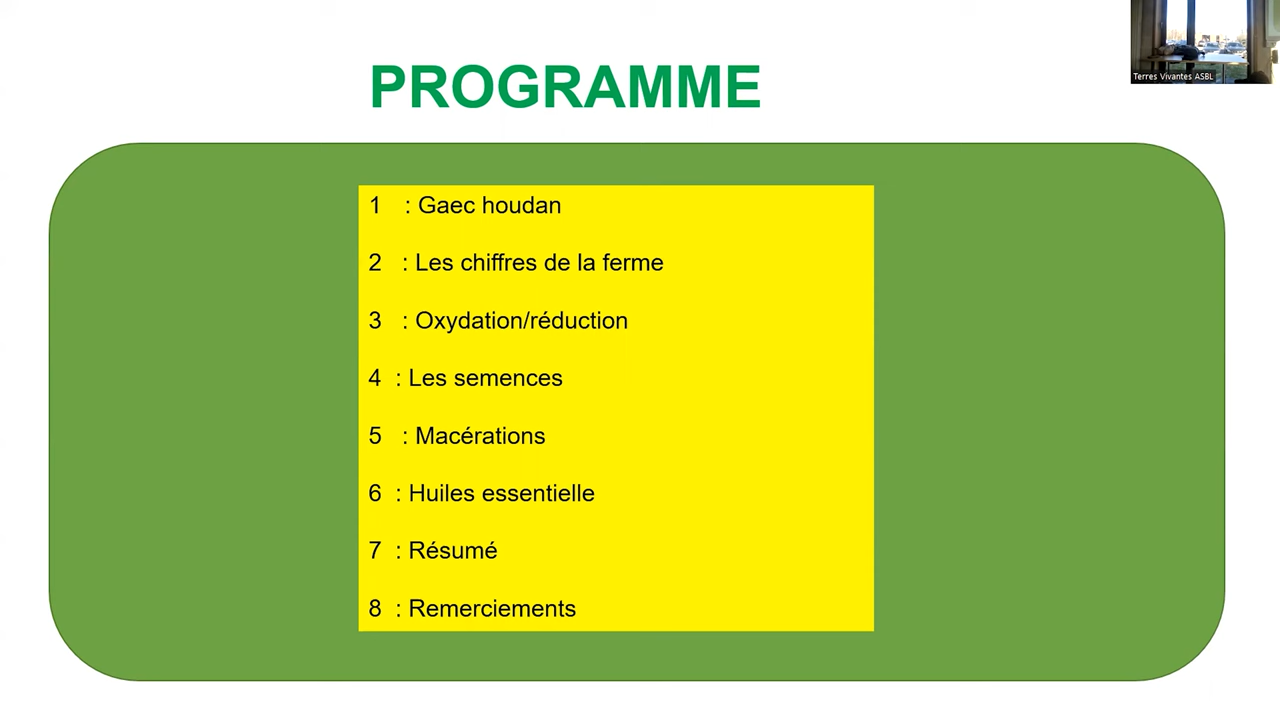 PROGRAMME
Terres Vivantes ASBL
1 : Gaec houdan
2 : Les chiffres de la ferme
3 : Oxydation/réduction
4 : Les semences
5 : Macérations
6 : Huiles essentielle
7 : Résumé
8 : Remerciements